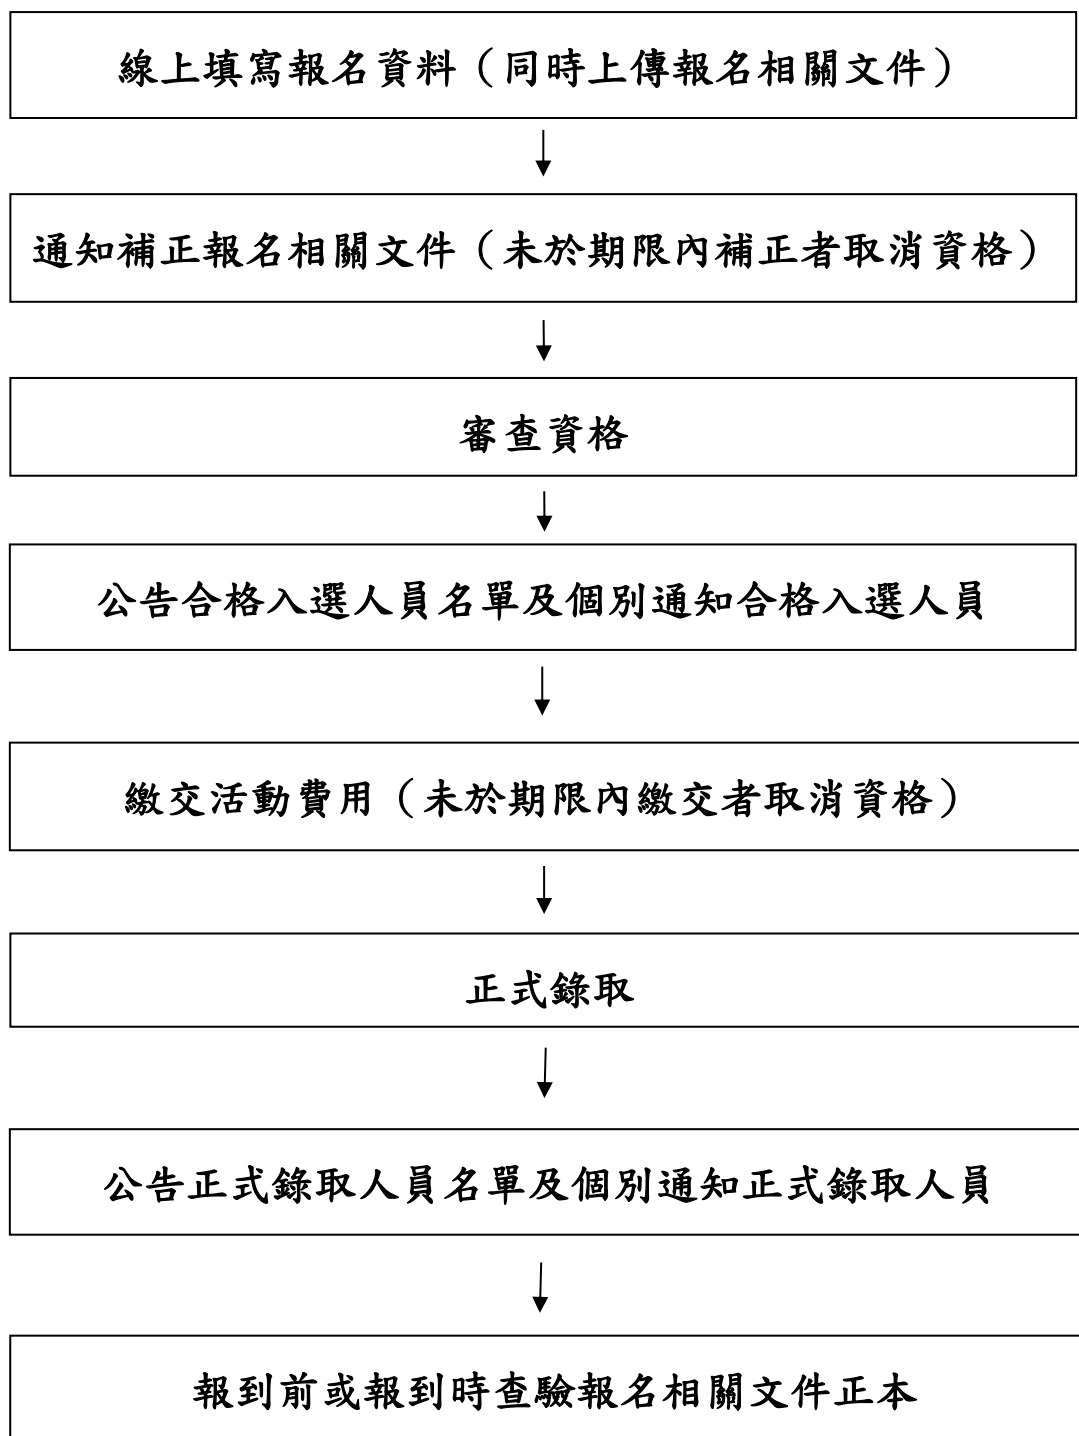 線上填寫報名資料（同時上傳報名相關文件）
通知補正報名相關文件（未於期限內補正者取消資格）
審查資格
公告合格入選人員名單及個別通知合格入選人員
繳交活動費用（未於期限內繳交者取消資格）
正式錄取
公告正式錄取人員名單及個別通知正式錄取人員
報到前或報到時查驗報名相關文件正本